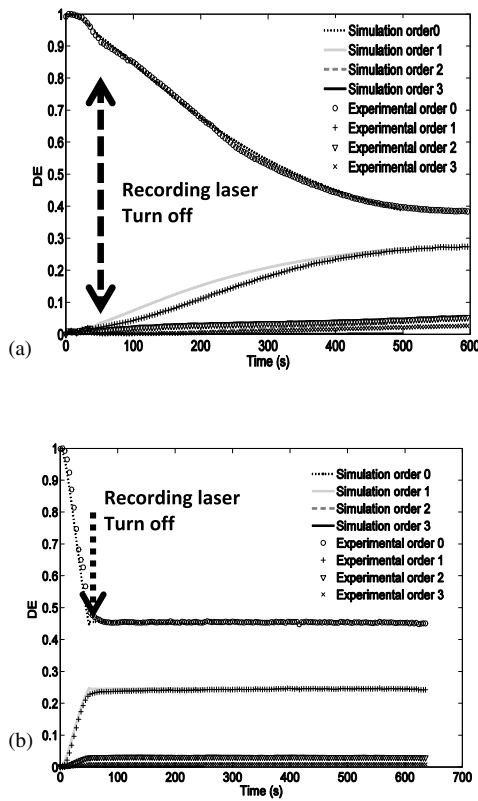 1
0.9
0.8
0.7
0.6
0.5
0.4
0.3
0.2
0.1
0
DE
Simulation order0
Simulation order 1
Simulation order 2
Simulation order 3
Experimental order 0
Experimental order 1
Experimental order 2
Experimental order 3
Recording laser
Turn off
0 100 200 300 400 500 600
Time (s)
(a)
1
0.9
0.8
0.7
0.6
0.5
0.4
0.3
0.2
0.1
0
DE
Simulation order 0
Simulation order 1
Simulation order 2
Simulation order 3
Experimental order 0
Experimental order 1
Experimental order 2
Experimental order 3
Recording laser
Turn off
0 100 200 300 400 500 600 700
Time (s)
(b)